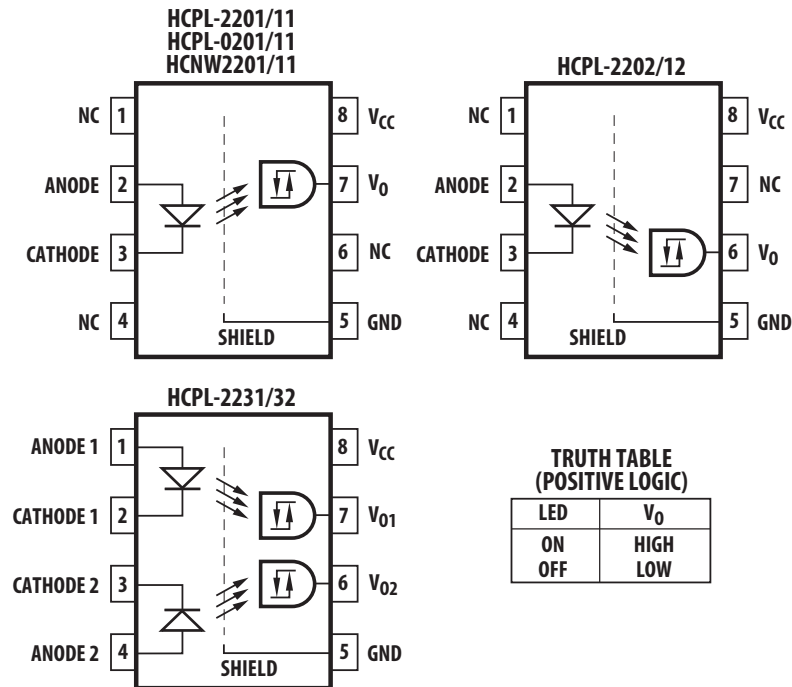 HCPL-2201/11
HCPL-0201/11
HCNW2201/11
NC 1
8 VCC
ANODE 2
7 VO
CATHODE 3
6 NC
NC 4
5 GND
SHIELD
HCPL-2202/12
NC 1
8 VCC
ANODE 2
7 NC
CATHODE 3
6 VO
NC 4
5 GND
SHIELD
HCPL-2231/32
ANODE 1 1
8 VCC
CATHODE 1 2
7 VO1
CATHODE 2 3
6 VO2
ANODE 2 4
5 GND
SHIELD
TRUTH TABLE
(POSITIVE LOGIC)
LED VO
ON HIGH
OFF LOW